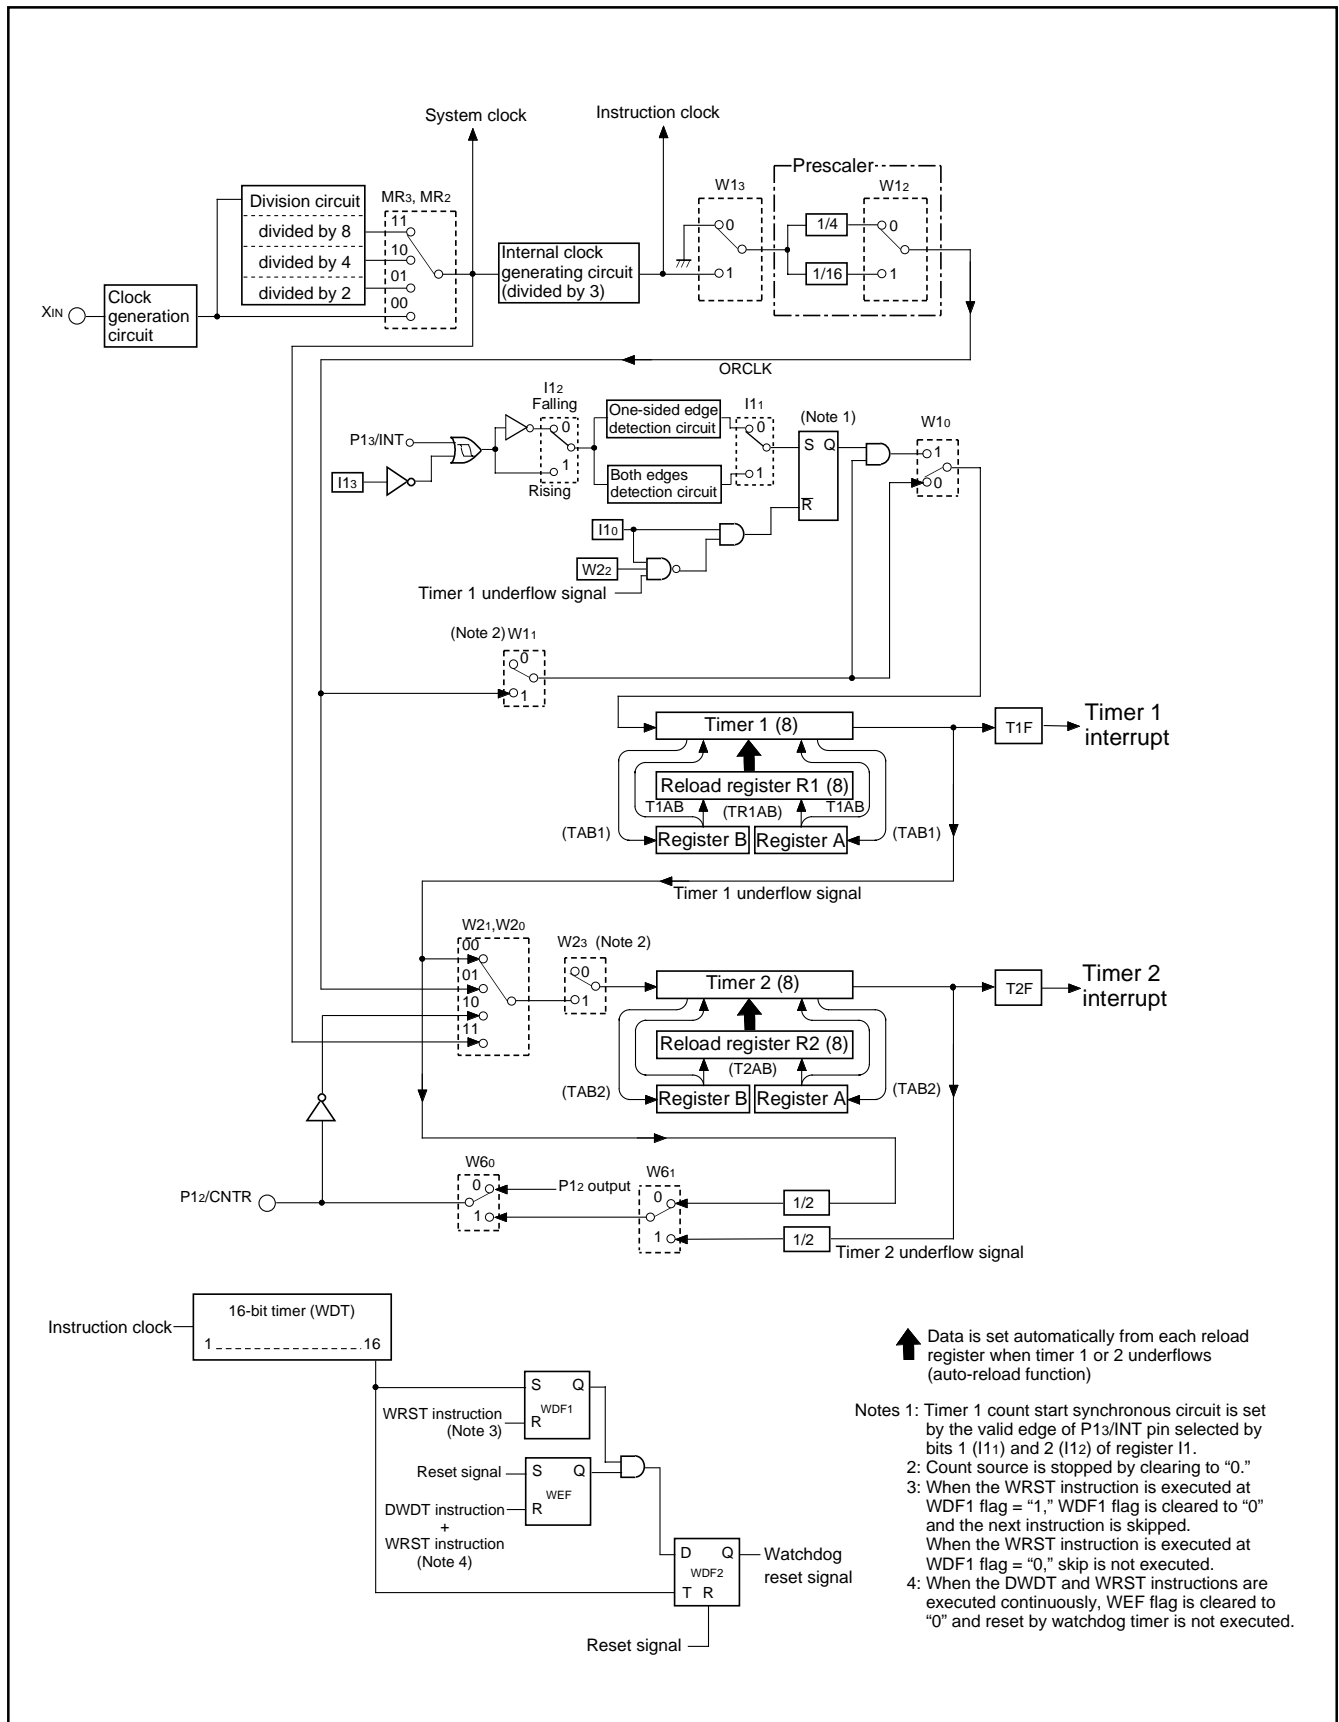 System clock
Instruction clock
Prescaler
W13
W12
MR3, MR2
Division circuit
divided by 8
divided by 4
divided by 2
11
10
01
00
Internal clock
generating circuit
(divided by 3)
0
1
1/4
1/16
0
1
XIN
Clock
generation
circuit
ORCLK
I12
Falling
0
1
Rising
P13/INT
I13
One-sided edge
detection circuit
Both edges
detection circuit
I11
0
1
(Note 1)
S Q
R
W10
1
0
I10
W22
Timer 1 underflow signal
(Note 2) W11
0
1
Timer 1 (8)
T1F
Timer 1
interrupt
Reload register R1 (8)
T1AB
(TR1AB)
T1AB
(TAB1)
Register B
Register A
(TAB1)
Timer 1 underflow signal
W21,W20
00
01
10
11
W23 (Note 2)
0
1
Timer 2 (8)
T2F
Timer 2
interrupt
Reload register R2 (8)
(T2AB)
(TAB2)
Register B
Register A
(TAB2)
P12/CNTR
W60
0
1
P12 output
W61
0
1
1/2
1/2
Timer 2 underflow signal
Instruction clock
16-bit timer (WDT)
1
16
S Q
WDF1
R
WRST instruction
(Note 3)
Reset signal
S Q
WEF
R
DWDT instruction
+
WRST instruction
(Note 4)
D Q
WDF2
T R
Watchdog
reset signal
Reset signal
Data is set automatically from each reload
register when timer 1 or 2 underflows
(auto-reload function)
Notes 1: Timer 1 count start synchronous circuit is set
by the valid edge of P13/INT pin selected by
bits 1 (I11) and 2 (I12) of register I1.
2: Count source is stopped by clearing to “0.”
3: When the WRST instruction is executed at
WDF1 flag = “1,” WDF1 flag is cleared to “0”
and the next instruction is skipped.
When the WRST instruction is executed at
WDF1 flag = “0,” skip is not executed.
4: When the DWDT and WRST instructions are
executed continuously, WEF flag is cleared to
“0” and reset by watchdog timer is not executed.